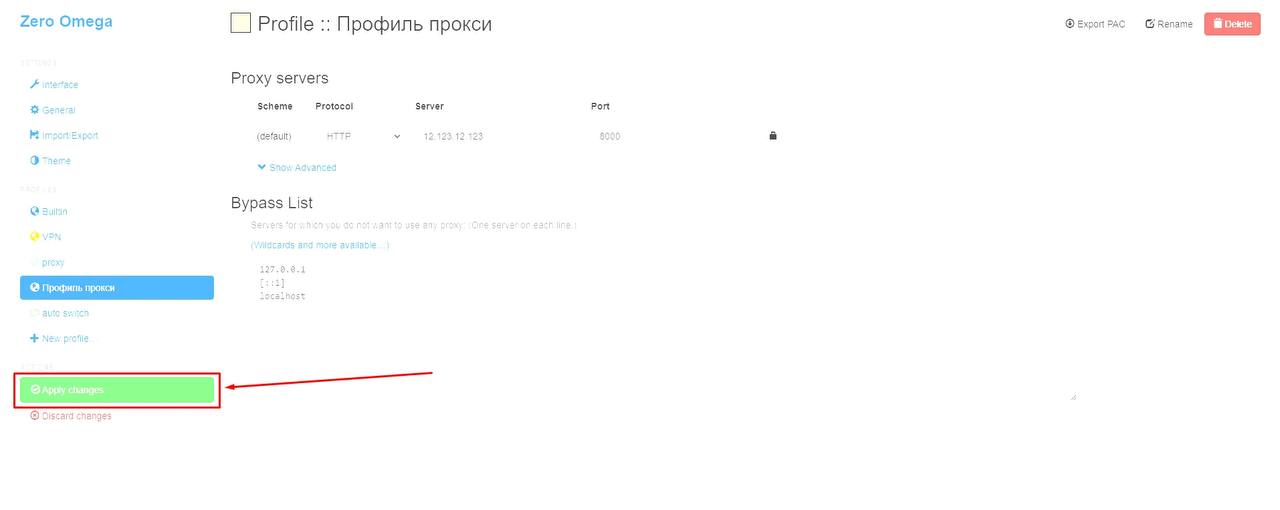 Zero Omega
Profile :: Профиль прокси
Export PAC
Rename
Delete
SETTINGS
Interface
General
Import/Export
Theme
PROFILES
Builtin
VPN
proxy
Профиль прокси
auto switch
New profile...
ACTIONS
Apply changes
Discard changes
Proxy servers
Scheme Protocol Server Port
(default) HTTP 12.123.12.123 8000
Show Advanced
Bypass List
Servers for which you do not want to use any proxy: (One server on each line.)
(Wildcards and more available...)
127.0.0.1
[::1]
localhost